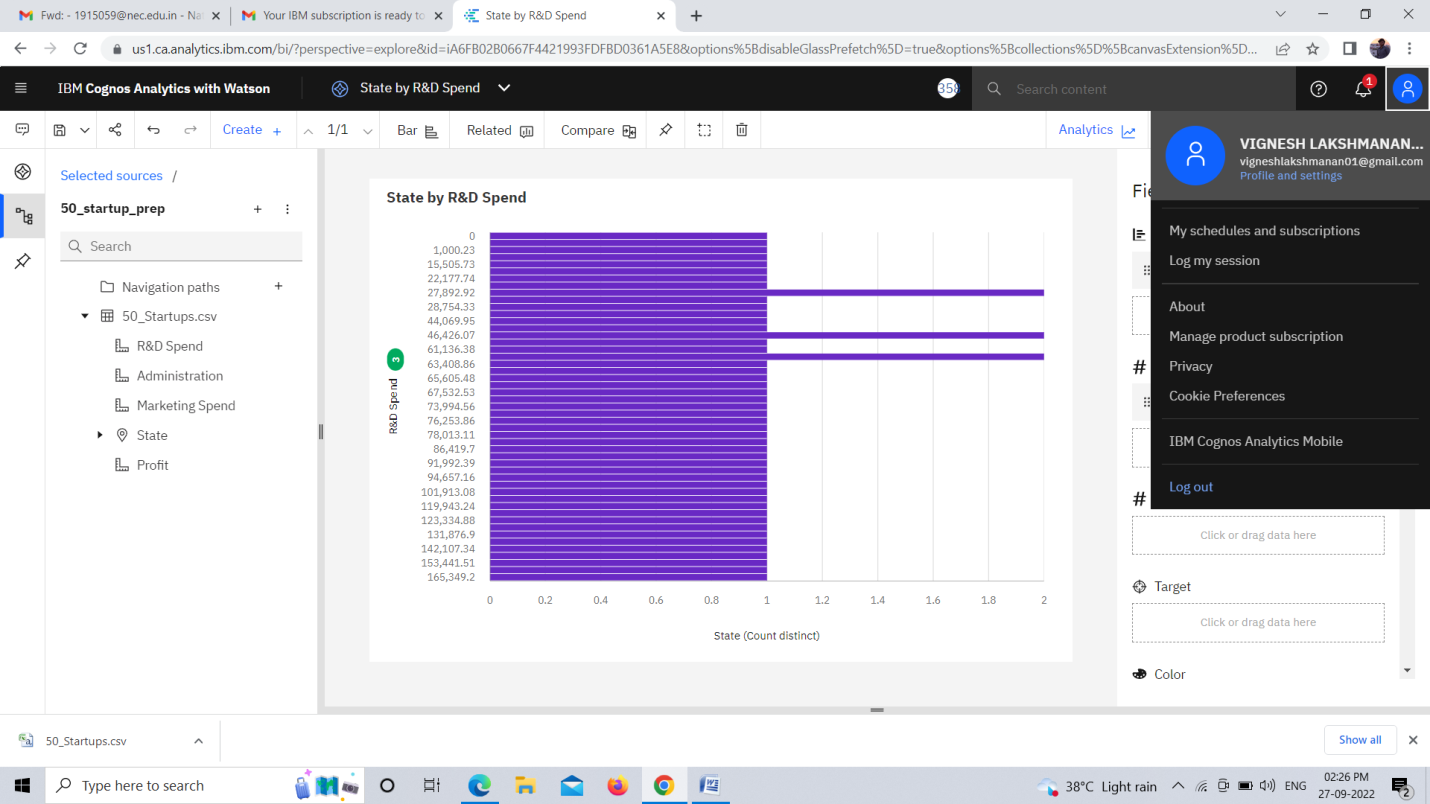 Fwd: - 1915059@nec.edu.in - Na
Your IBM subscription is ready to
State by R&D Spend
us1.ca.analytics.ibm.com/bi/?perspective=explore&id=iA6FB02B0667F4421993FDFBD0361A5E8&options%5BdisableGlassPrefetch%5D=true&options%5Bcollections%5D%5BcanvasExtension%5D...
IBM Cognos Analytics with Watson
State by R&D Spend
358
Search content
1
Create +
1/1
Bar
Related
Compare
Analytics
VIGNESH LAKSHMANAN...
vigneshlakshmanan01@gmail.com
Profile and settings
My schedules and subscriptions
Log my session
About
Manage product subscription
Privacy
Cookie Preferences
IBM Cognos Analytics Mobile
Log out
Selected sources /
50_startup_prep
Search
Navigation paths
50_Startups.csv
R&D Spend
Administration
Marketing Spend
State
Profit
State by R&D Spend
R&D Spend
3
0
1,000.23
15,505.73
22,177.74
27,892.92
28,754.33
44,069.95
46,426.07
61,136.38
63,408.86
65,605.48
67,532.53
73,994.56
76,253.86
78,013.11
86,419.7
91,992.39
94,657.16
101,913.08
119,943.24
123,334.88
131,876.9
142,107.34
153,441.51
165,349.2
0 0.2 0.4 0.6 0.8 1 1.2 1.4 1.6 1.8 2
State (Count distinct)
Fie
#
#
Click or drag data here
Target
Click or drag data here
Color
50_Startups.csv
Show all
Type here to search
38°C Light rain
ENG
02:26 PM
27-09-2022
2